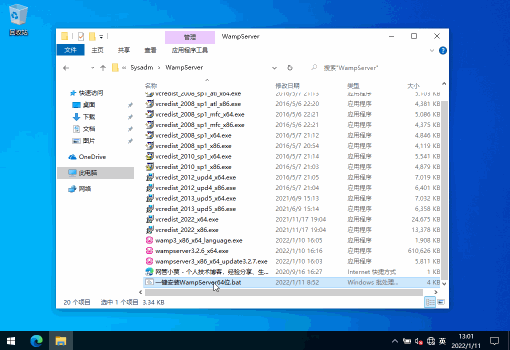 回收站
管理
WampServer
文件
主页
共享
查看
应用程序工具
Sysadm › WampServer
搜索"WampServer"
名称 修改日期 类型 大小
快速访问
桌面
下载
文档
图片
OneDrive
此电脑
网络
vcredist_2008_sp1_atl_x64.exe 应用程序
vcredist_2008_sp1_atl_x86.exe 2016/5/6 22:20 应用程序 4,381 KB
vcredist_2008_sp1_mfc_x64.exe 2016/5/6 22:21 应用程序 5,686 KB
vcredist_2008_sp1_mfc_x86.exe 2016/5/6 22:21 应用程序 4,375 KB
vcredist_2008_sp1_x64.exe 2016/5/7 21:12 应用程序 4,846 KB
vcredist_2008_sp1_x86.exe 2016/5/7 20:54 应用程序 4,119 KB
vcredist_2010_sp1_x64.exe 2016/5/7 21:14 应用程序 5,541 KB
vcredist_2010_sp1_x86.exe 2016/5/7 21:03 应用程序 4,879 KB
vcredist_2012_upd4_x64.exe 2016/5/7 21:05 应用程序 7,019 KB
vcredist_2012_upd4_x86.exe 2016/5/7 21:04 应用程序 6,401 KB
vcredist_2013_upd5_x64.exe 2021/6/9 15:13 应用程序 7,032 KB
vcredist_2013_upd5_x86.exe 2021/6/9 15:14 应用程序 6,358 KB
vcredist_2022_x64.exe 2021/11/17 19:04 应用程序 24,675 KB
vcredist_2022_x86.exe 2021/11/17 19:04 应用程序 13,378 KB
wamp3_x86_x64_language.exe 2022/1/10 16:05 应用程序 1,908 KB
wampserver3.2.6_x64.exe 2022/1/10 16:16 应用程序 610,626 KB
wampserver3_x86_x64_update3.2.7.exe 2022/1/10 16:03 应用程序 5,811 KB
网管小贾 - 个人技术博客，经验分享、生... 2020/9/16 16:27 Internet 快捷方式 1 KB
一键安装WampServer64位.bat 2022/1/11 8:52 Windows 批处理... 4 KB
20 个项目 选中 1 个项目 3.34 KB
英
13:01
2022/1/11